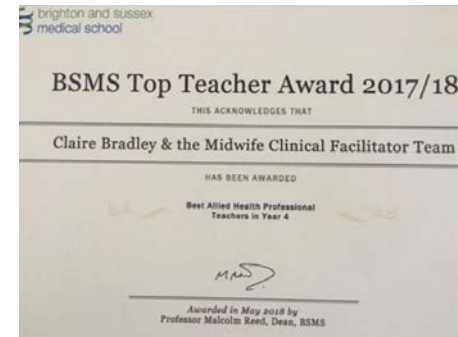 brighton and sussex
medical school
BSMS Top Teacher Award 2017/18
THIS ACKNOWLEDGES THAT
Claire Bradley & the Midwife Clinical Facilitator Team
HAS BEEN AWARDED
Best Allied Health Professional
Teachers in Year 4
Awarded in May 2018 by
Professor Malcolm Reed, Dean, BSMS